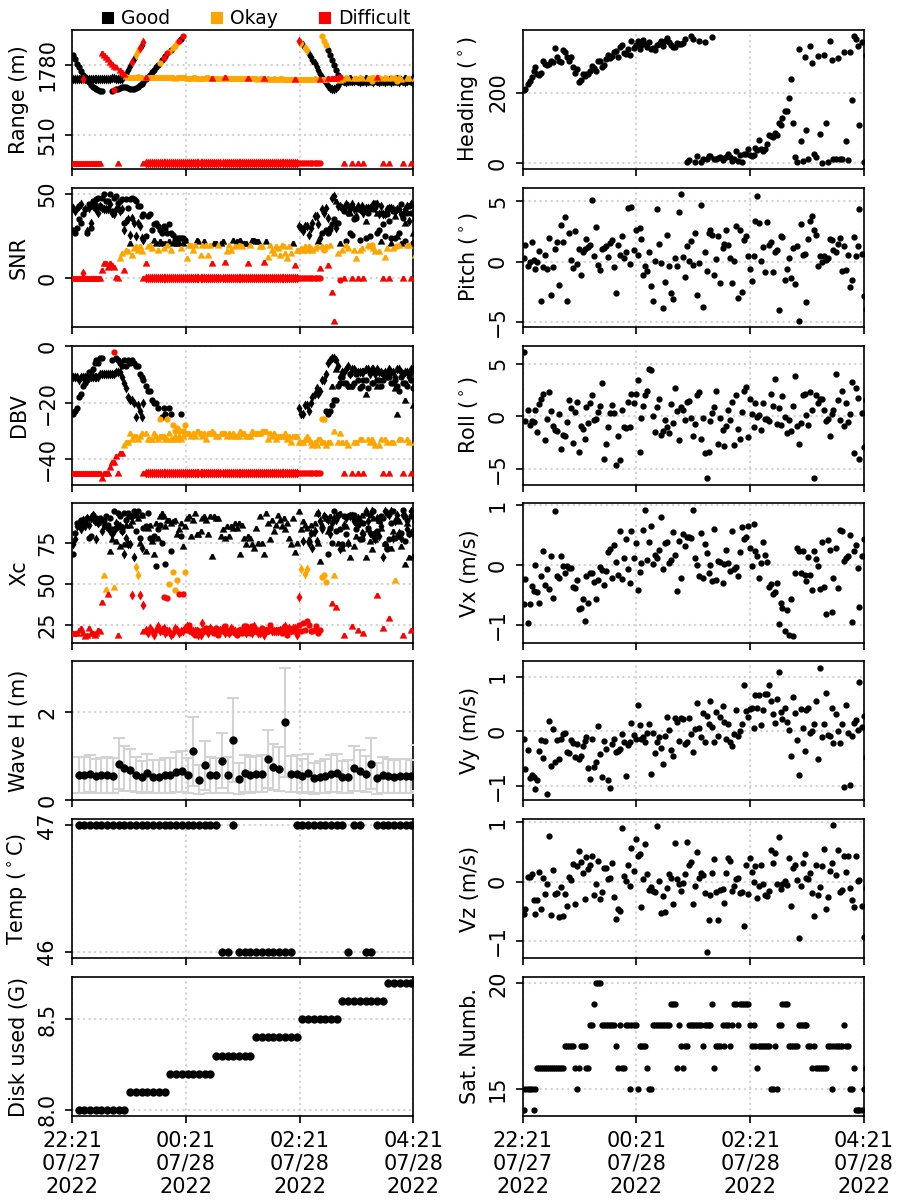 Good Okay Difficult
Range (m)
1780
510
Heading (°)
200
0
SNR
50
0
Pitch (°)
5
0
−5
DBV
0
−20
−40
Roll (°)
5
0
−5
Xc
75
50
25
Vx (m/s)
1
0
−1
Wave H (m)
2
0
Vy (m/s)
1
0
−1
Temp (°C)
47
46
Vz (m/s)
1
0
−1
Disk used (G)
8.5
8.0
Sat. Numb.
20
15
22:21 00:21 02:21 04:21
07/27 07/28 07/28 07/28
2022 2022 2022 2022
22:21 00:21 02:21 04:21
07/27 07/28 07/28 07/28
2022 2022 2022 2022